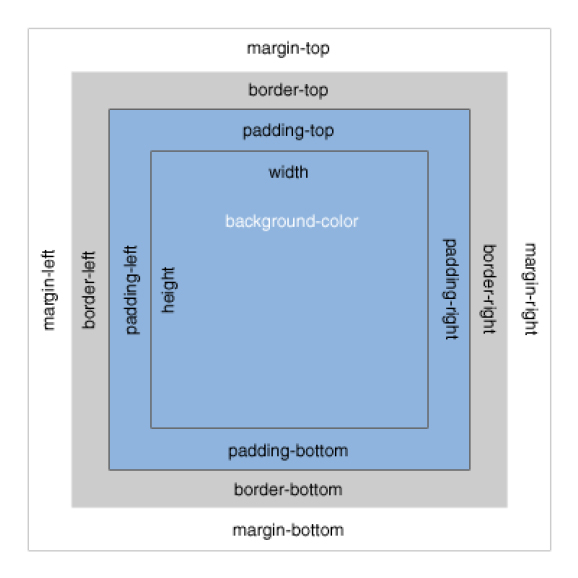 margin-top
border-top
padding-top
width
background-color
margin-left
border-left
padding-left
height
padding-right
border-right
margin-right
padding-bottom
border-bottom
margin-bottom